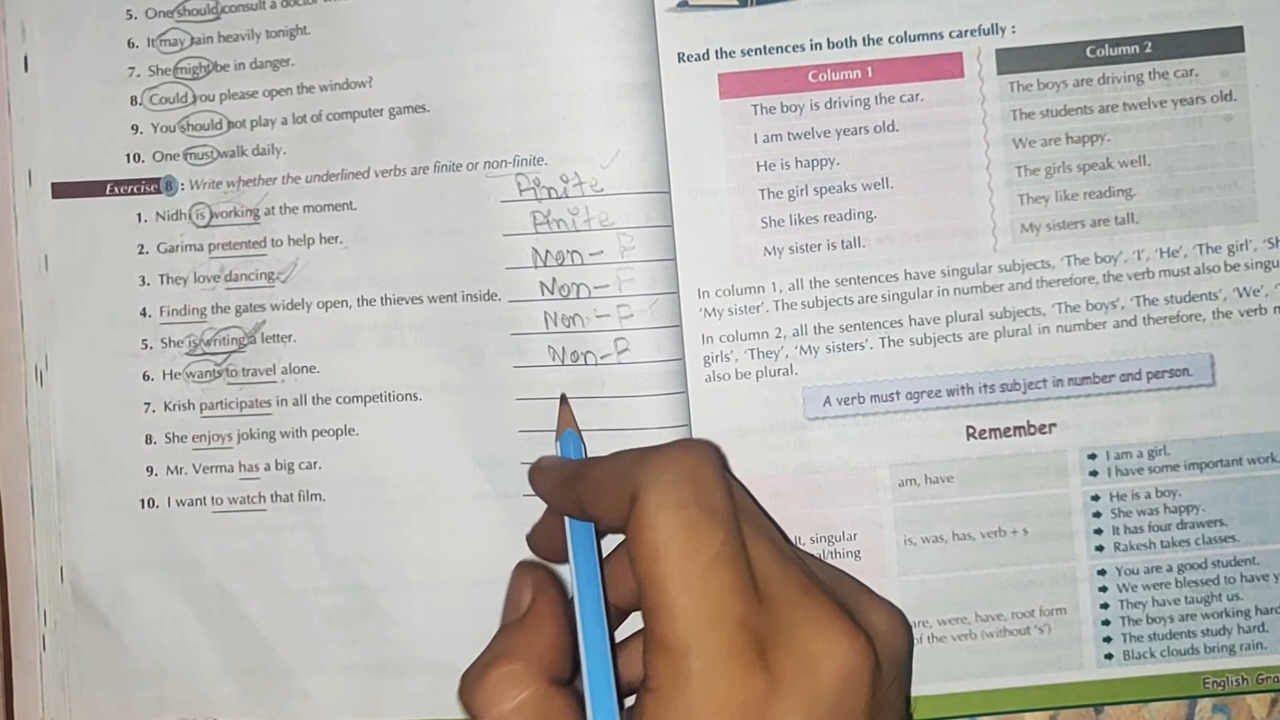 5. One should consult a
6. It may rain heavily tonight.
7. She might be in danger.
8. Could you please open the window?
9. You should not play a lot of computer games.
10. One must walk daily.
Exercise 8 : Write whether the underlined verbs are finite or non-finite.
1. Nidhi is working at the moment. Finite
2. Garima pretented to help her. Finite
3. They love dancing. Non-F
4. Finding the gates widely open, the thieves went inside. Non-F
5. She is writing a letter. Non-F
6. He wants to travel alone. Non-F
7. Krish participates in all the competitions.
8. She enjoys joking with people.
9. Mr. Verma has a big car.
10. I want to watch that film.
Read the sentences in both the columns carefully :
Column 1 Column 2
The boy is driving the car. The boys are driving the car.
I am twelve years old. The students are twelve years old.
He is happy. We are happy.
The girl speaks well. The girls speak well.
She likes reading. They like reading.
My sister is tall. My sisters are tall.
In column 1, all the sentences have singular subjects, 'The boy', 'I', 'He', 'The girl',
'My sister'. The subjects are singular in number and therefore, the verb must also be
In column 2, all the sentences have plural subjects, 'The boys', 'The students', 'We',
girls', 'They', 'My sisters'. The subjects are plural in number and therefore, the verb
also be plural.
A verb must agree with its subject in number and person.
Remember
am, have
➡ I am a girl.
➡ I have some important work.
It, singular
is, was, has, verb + s
➡ He is a boy.
➡ She was happy.
➡ It has four drawers.
➡ Rakesh takes classes.
are, were, have, root form
of the verb (without 's')
➡ You are a good student.
➡ We were blessed to have
➡ They have taught us.
➡ The boys are working hard
➡ The students study hard.
➡ Black clouds bring rain.
English